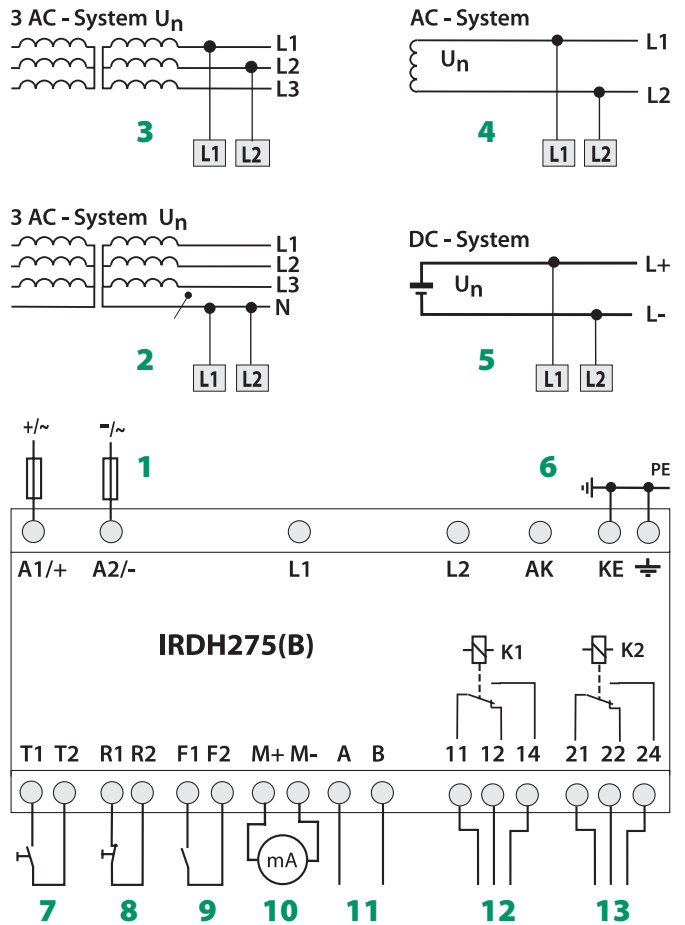 3 AC - System Un
L1
L2
L3
3
L1 L2
AC - System
Un
L1
L2
4
L1 L2
3 AC - System Un
L1
L2
L3
N
2
L1 L2
DC - System
Un
L+
L-
5
L1 L2
+/~ -/~
1
6
PE
A1/+ A2/- L1 L2 AK KE
IRDH275(B)
K1 K2
T1 T2 R1 R2 F1 F2 M+ M- A B 11 12 14 21 22 24
mA
7 8 9 10 11 12 13